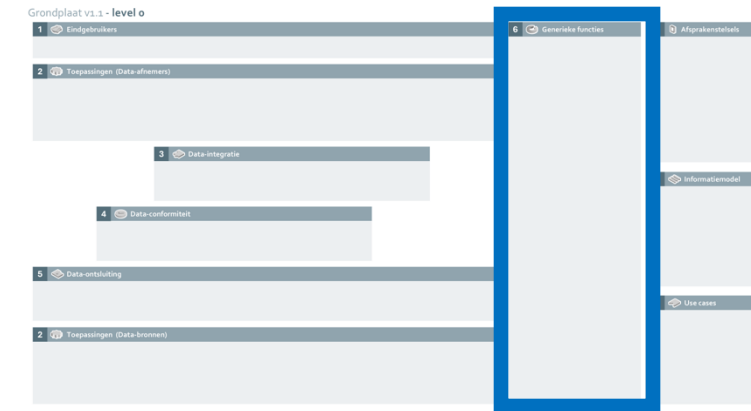 Grondplaat v1.1 - level 0
1 Eindgebruikers
2 Toepassingen (Data-afnemers)
3 Data-integratie
4 Data-conformiteit
5 Data-ontsluiting
2 Toepassingen (Data-bronnen)
6 Generieke functies
Afsprakenstelsels
Informatiemodel
Use cases